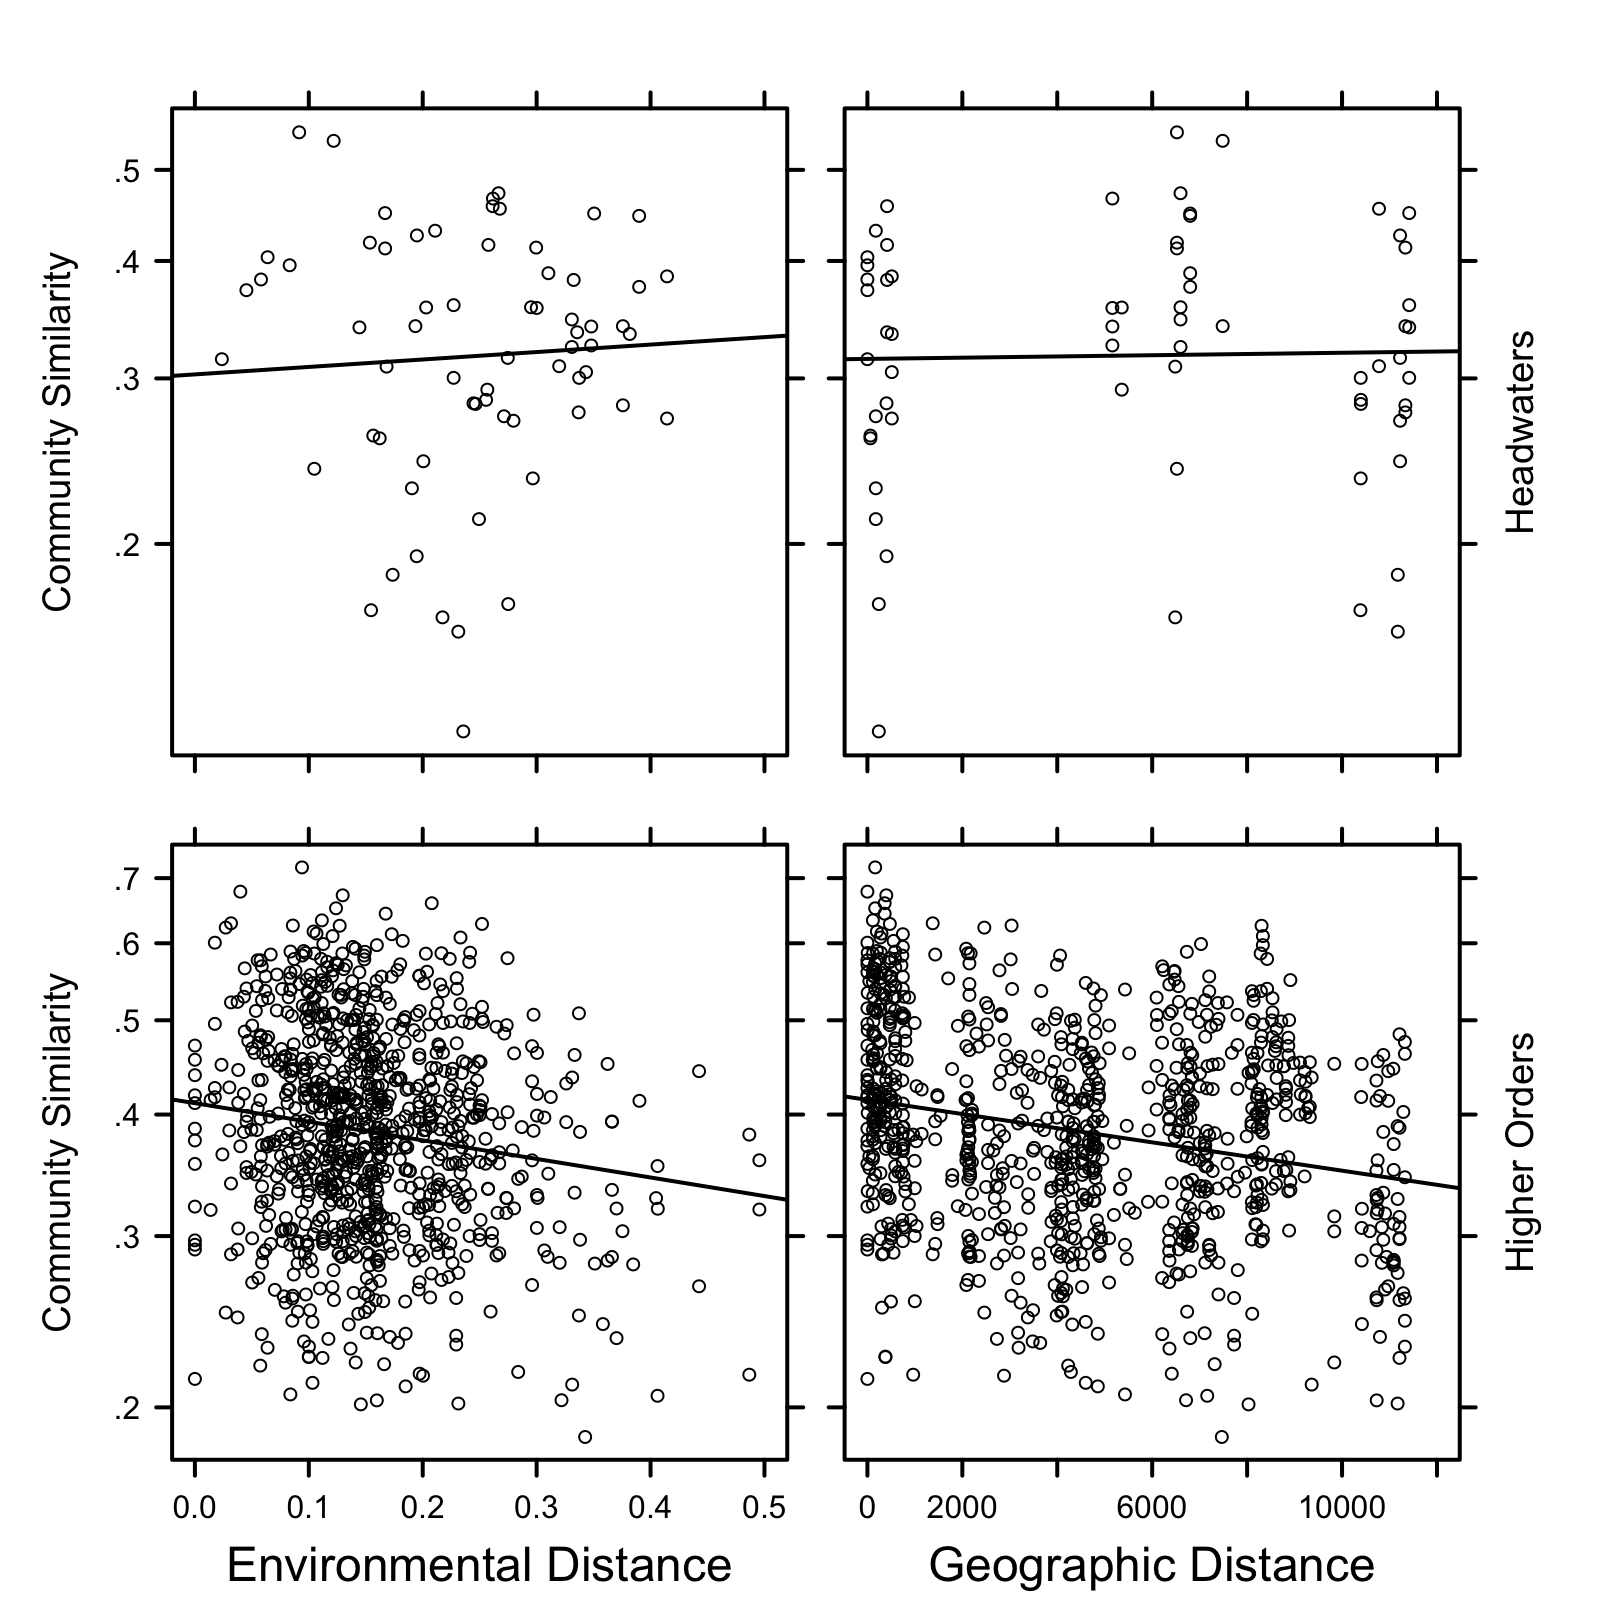 .5
.4
.3
.2
Community Similarity
Headwaters
.7
.6
.5
.4
.3
.2
Community Similarity
Higher Orders
0.0 0.1 0.2 0.3 0.4 0.5
0 2000 6000 10000
Environmental Distance
Geographic Distance